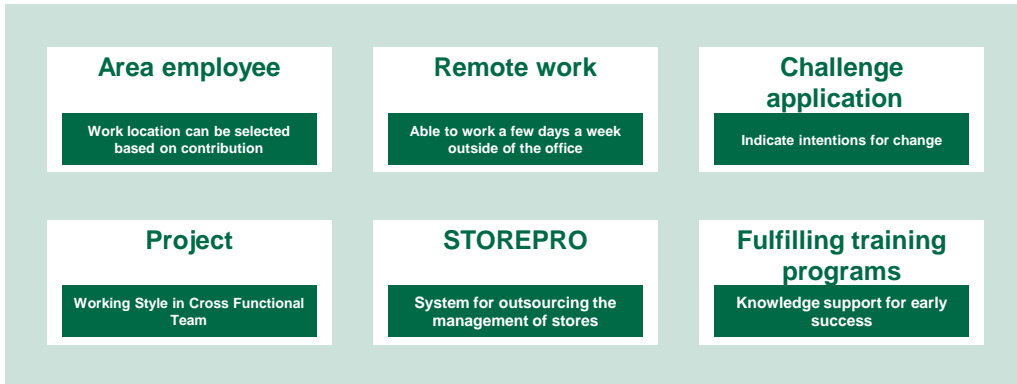 Area employee
Work location can be selected
based on contribution
Remote work
Able to work a few days a week
outside of the office
Challenge
application
Indicate intentions for change
Project
Working Style in Cross Functional
Team
STOREPRO
System for outsourcing the
management of stores
Fulfilling training
programs
Knowledge support for early
success